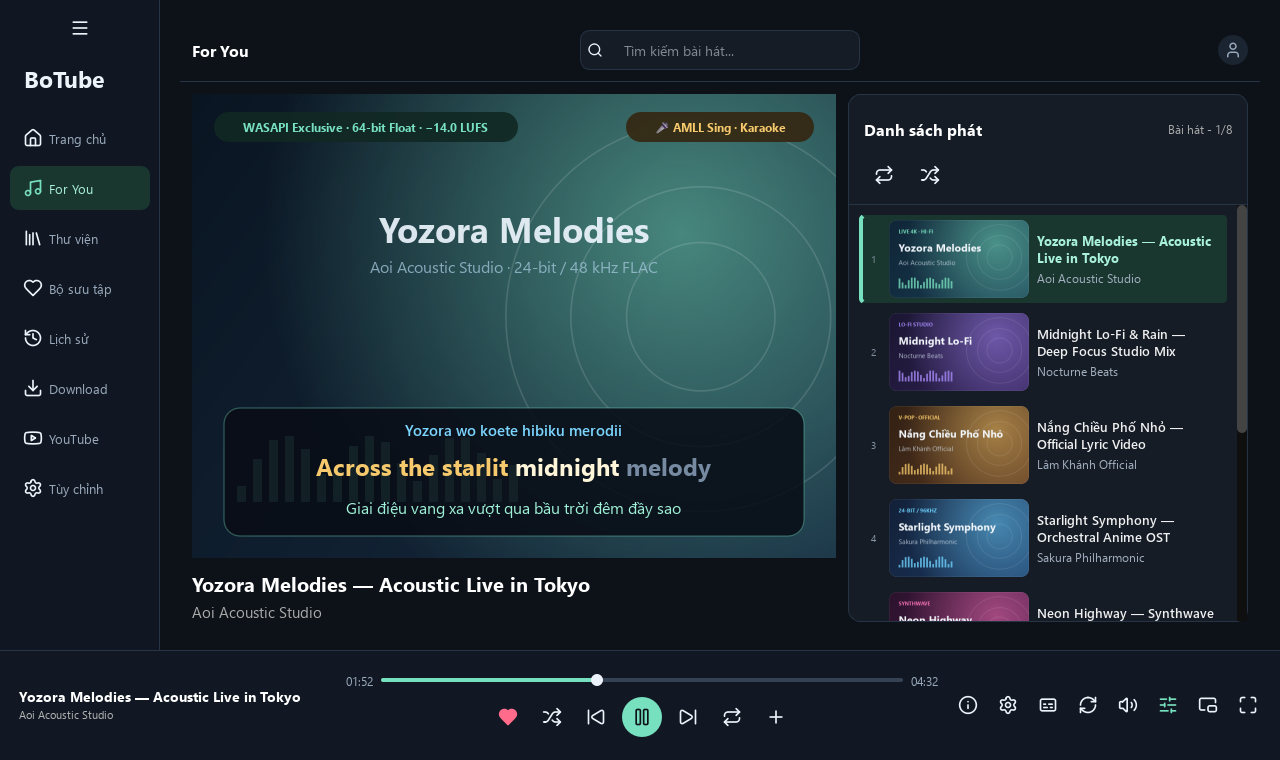 BoTube
Trang chủ
For You
Thư viện
Bộ sưu tập
Lịch sử
Download
YouTube
Tùy chỉnh
For You
Tìm kiếm bài hát...
WASAPI Exclusive · 64-bit Float · −14.0 LUFS
AMLL Sing · Karaoke
Yozora Melodies
Aoi Acoustic Studio · 24-bit / 48 kHz FLAC
Yozora wo koete hibiku merodii
Across the starlit midnight melody
Giai điệu vang xa vượt qua bầu trời đêm đầy sao
Yozora Melodies — Acoustic Live in Tokyo
Aoi Acoustic Studio
Danh sách phát
Bài hát - 1/8
1
LIVE 4K · HI-FI
Yozora Melodies
Aoi Acoustic Studio
Yozora Melodies — Acoustic
Live in Tokyo
Aoi Acoustic Studio
2
LO-FI STUDIO
Midnight Lo-Fi
Nocturne Beats
Midnight Lo-Fi & Rain —
Deep Focus Studio Mix
Nocturne Beats
3
V-POP · OFFICIAL
Nắng Chiều Phố Nhỏ
Lâm Khánh Official
Nắng Chiều Phố Nhỏ —
Official Lyric Video
Lâm Khánh Official
4
24-BIT / 96KHZ
Starlight Symphony
Sakura Philharmonic
Starlight Symphony —
Orchestral Anime OST
Sakura Philharmonic
SYNTHWAVE
Neon Highway
Neon Highway — Synthwave
Yozora Melodies — Acoustic Live in Tokyo
Aoi Acoustic Studio
01:52
04:32